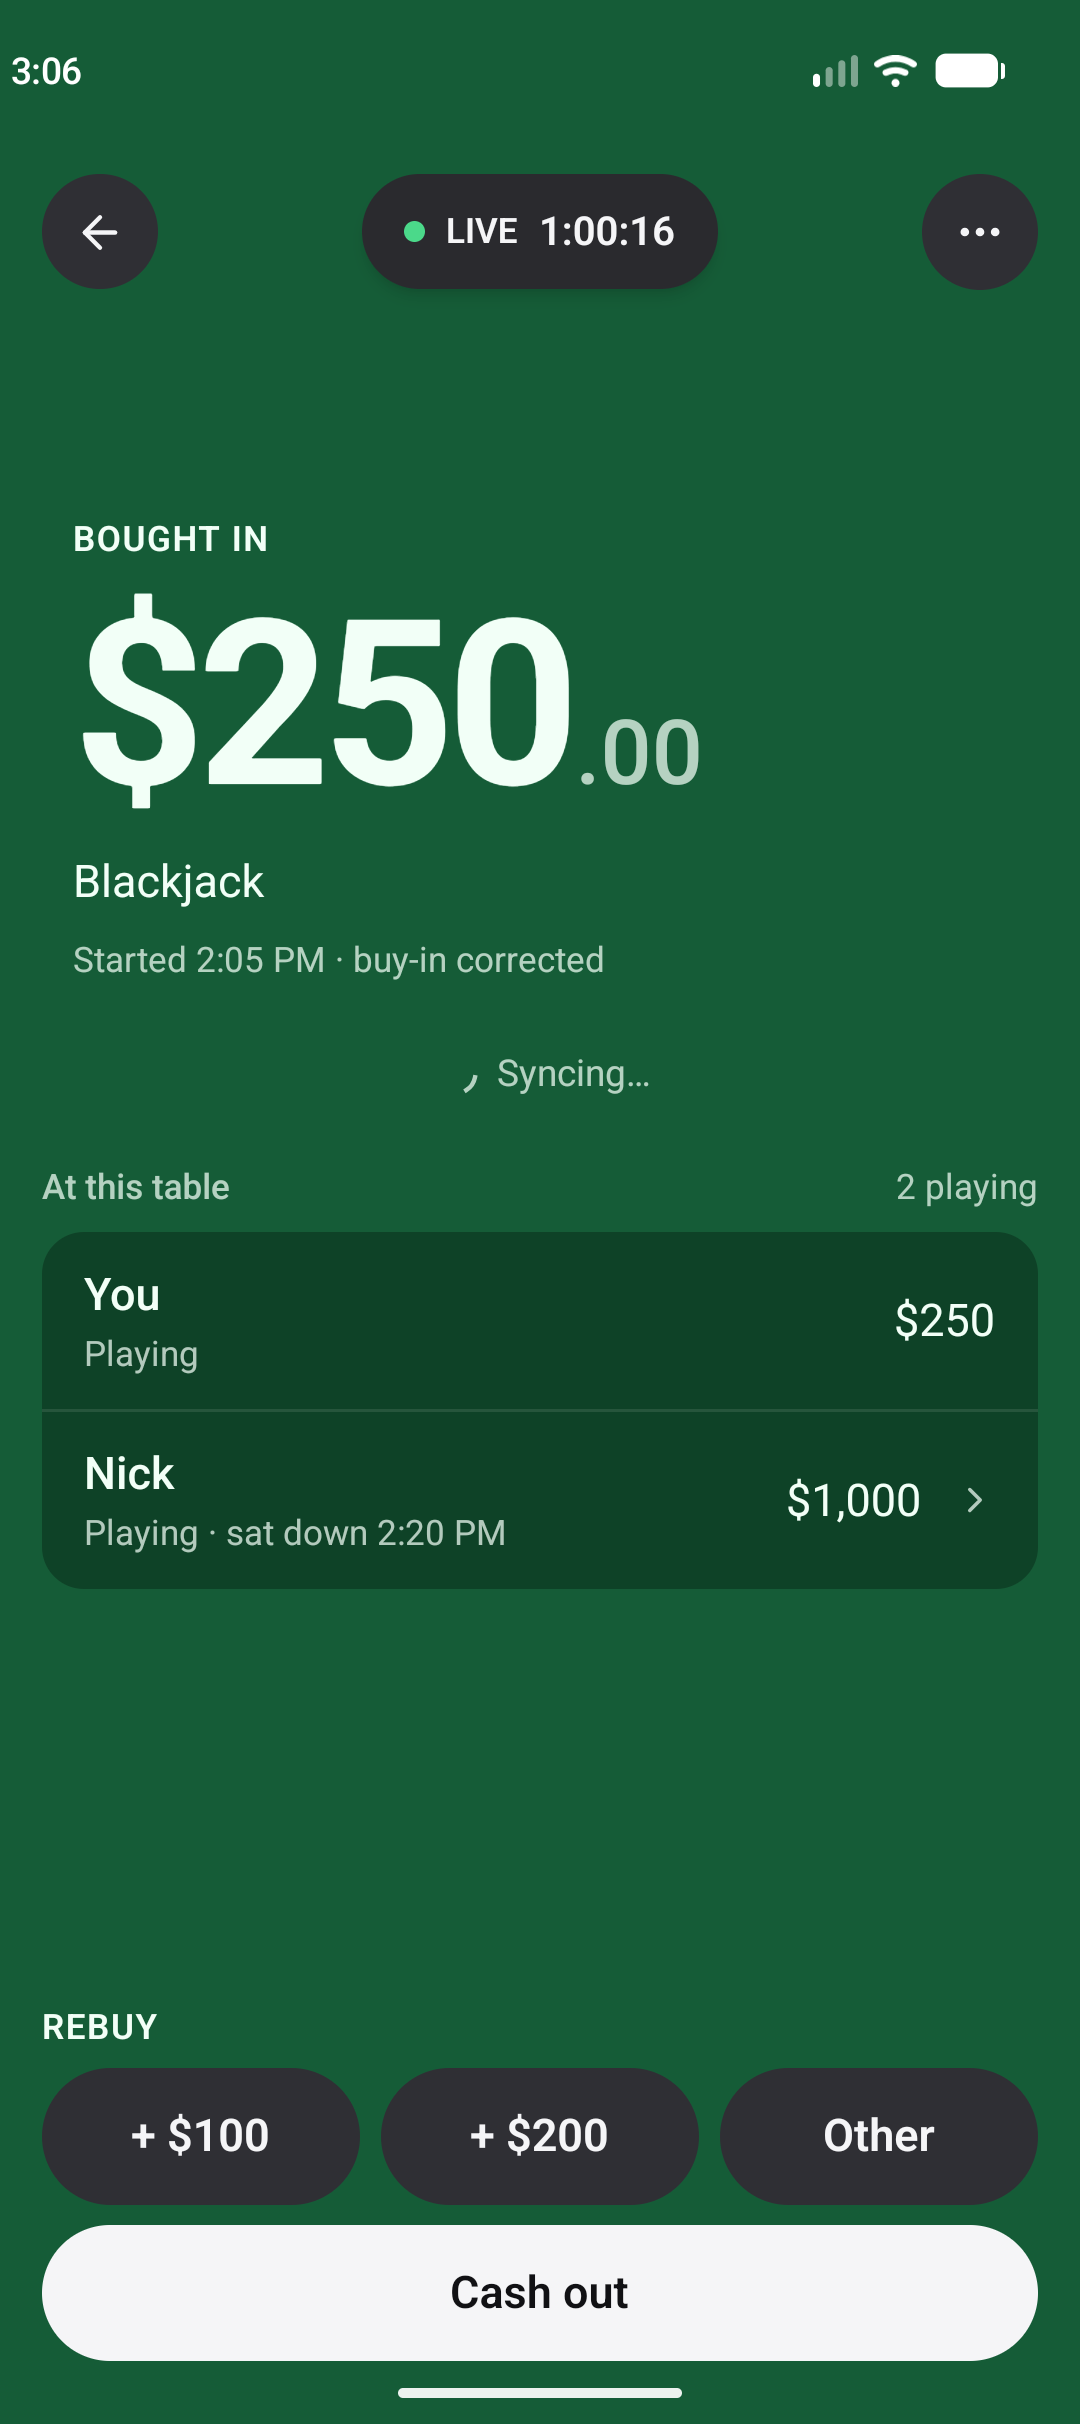 3:06
LIVE 1:00:16
BOUGHT IN
$250.00
Blackjack
Started 2:05 PM · buy-in corrected
Syncing…
At this table 2 playing
You
Playing
$250
Nick
Playing · sat down 2:20 PM
$1,000
REBUY
+ $100 + $200 Other
Cash out